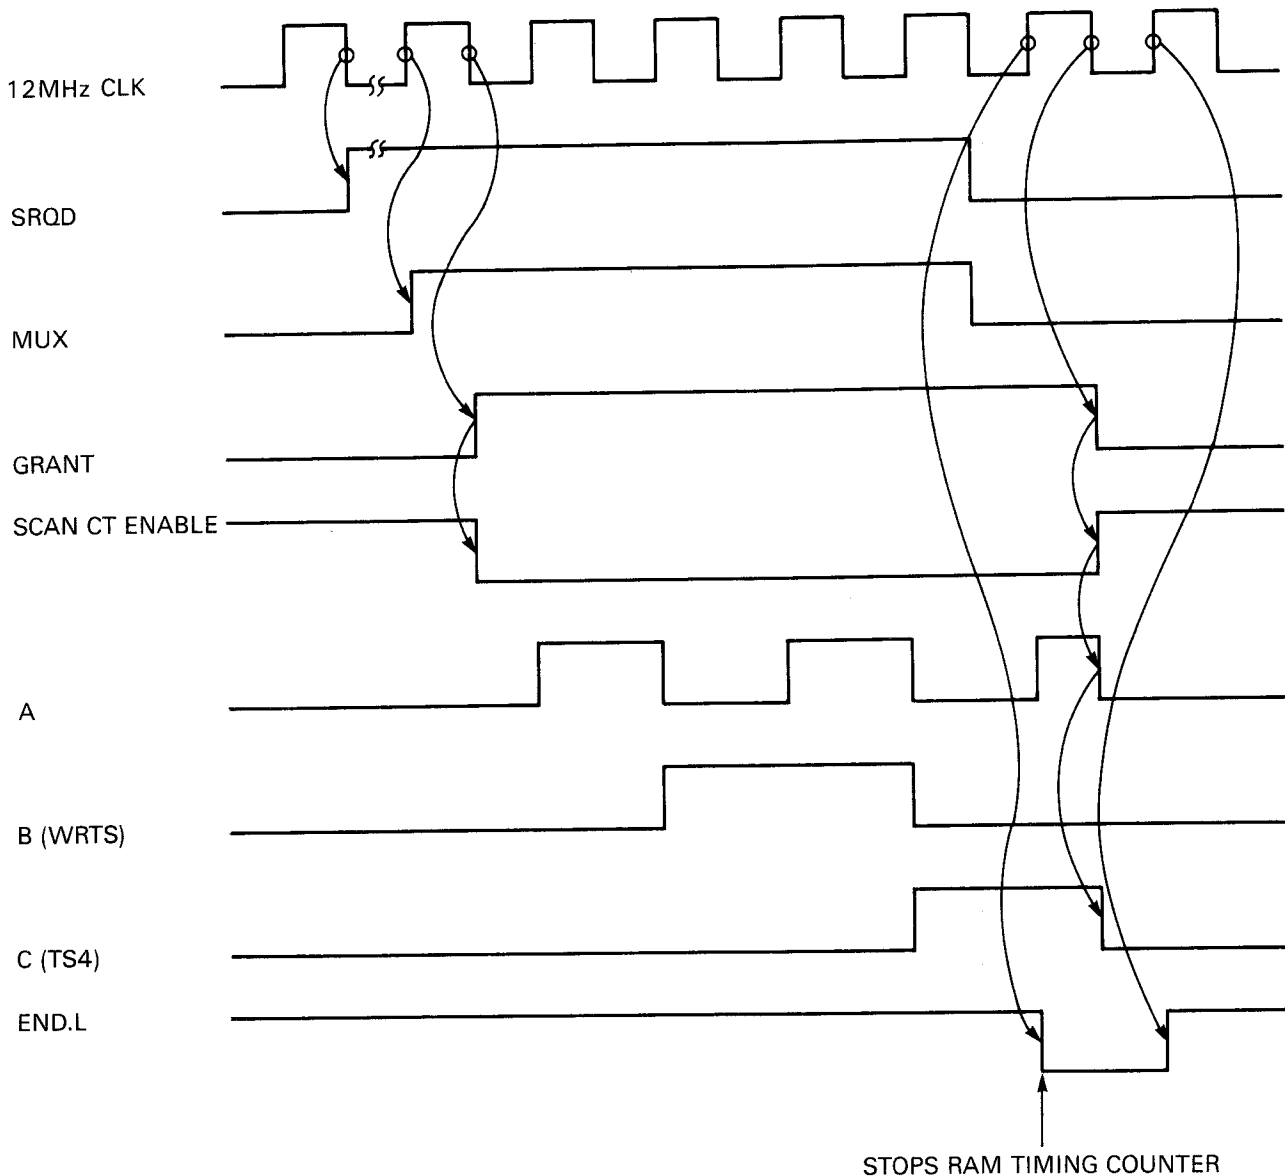 12MHz CLK
SRQD
MUX
GRANT
SCAN CT ENABLE
A
B (WRTS)
C (TS4)
END.L
STOPS RAM TIMING COUNTER